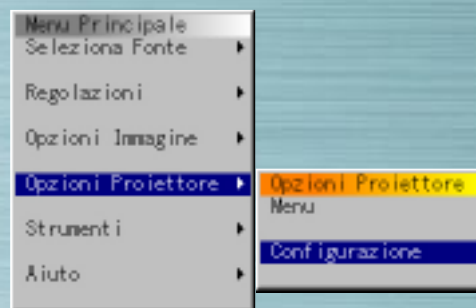 Menu Principale
Seleziona Fonte
Regolazioni
Opzioni Immagine
Opzioni Proiettore
Strumenti
Aiuto
Opzioni Proiettore
Menu
Configurazione